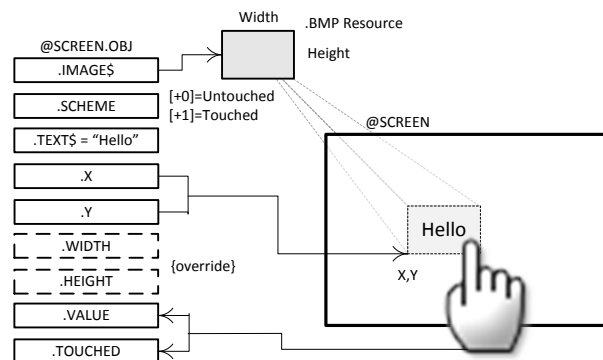 Width
.BMP Resource
@SCREEN.OBJ
.IMAGE$
Height
.SCHEME
[+0]=Untouched
[+1]=Touched
@SCREEN
.TEXT$ = “Hello”
.X
.Y
Hello
.WIDTH
{override}
X,Y
.HEIGHT
.VALUE
.TOUCHED